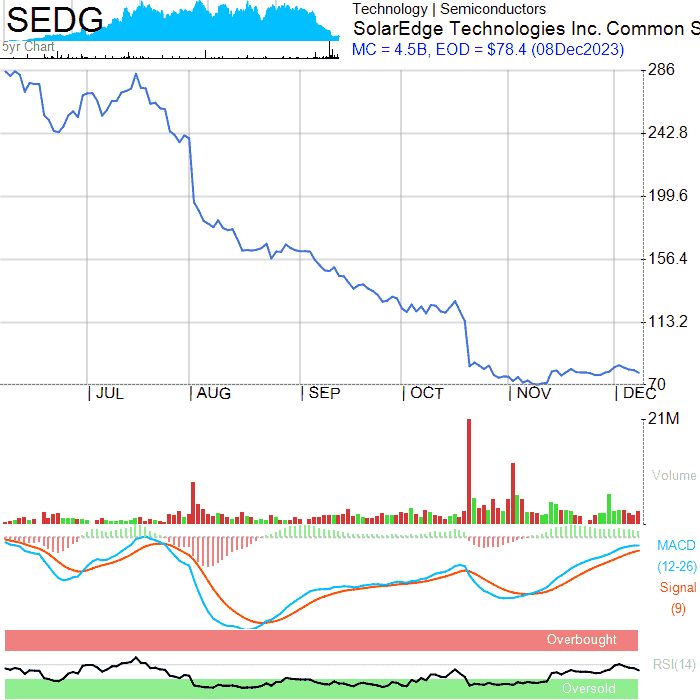 SEDG
5yr Chart
Technology | Semiconductors
SolarEdge Technologies Inc. Common S
MC = 4.5B, EOD = $78.4 (08Dec2023)
286
242.8
199.6
156.4
113.2
70
JUL
AUG
SEP
OCT
NOV
DEC
21M
Volume
MACD
(12-26)
Signal
(9)
Overbought
RSI(14)
Oversold